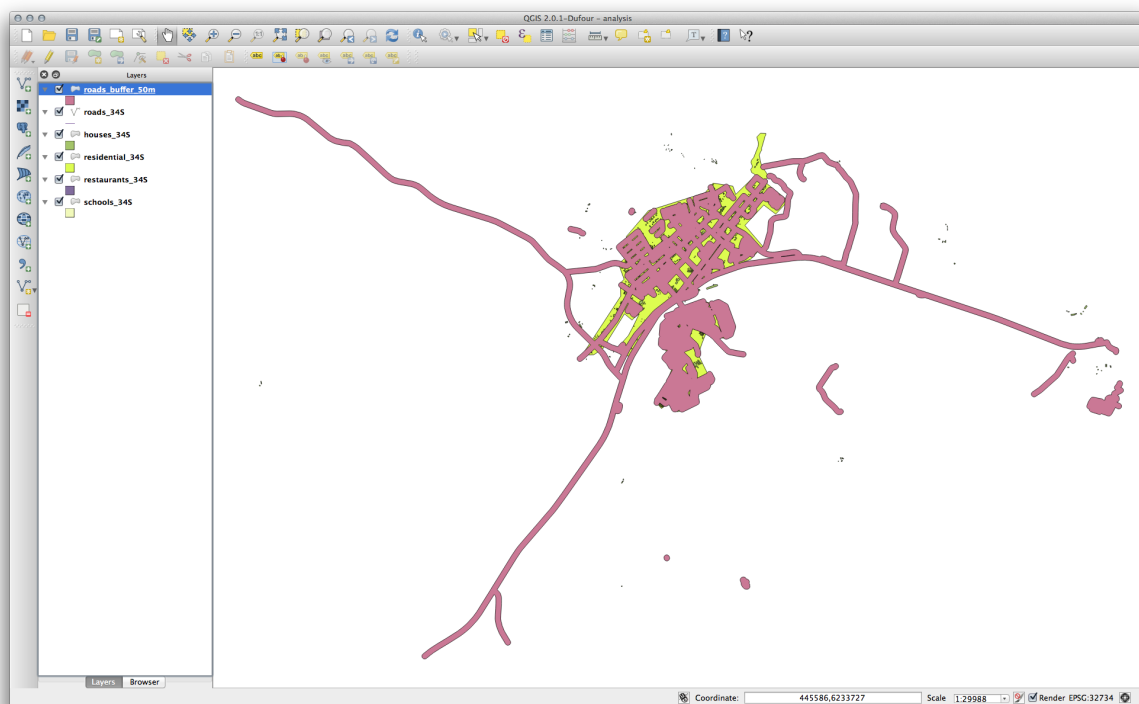 QGIS 2.0.1-Dufour - analysis
Layers
roads_buffer_50m
roads_34S
houses_34S
residential_34S
restaurants_34S
schools_34S
Layers Browser
Coordinate: 445586,6233727 Scale 1:29988 Render EPSG:32734